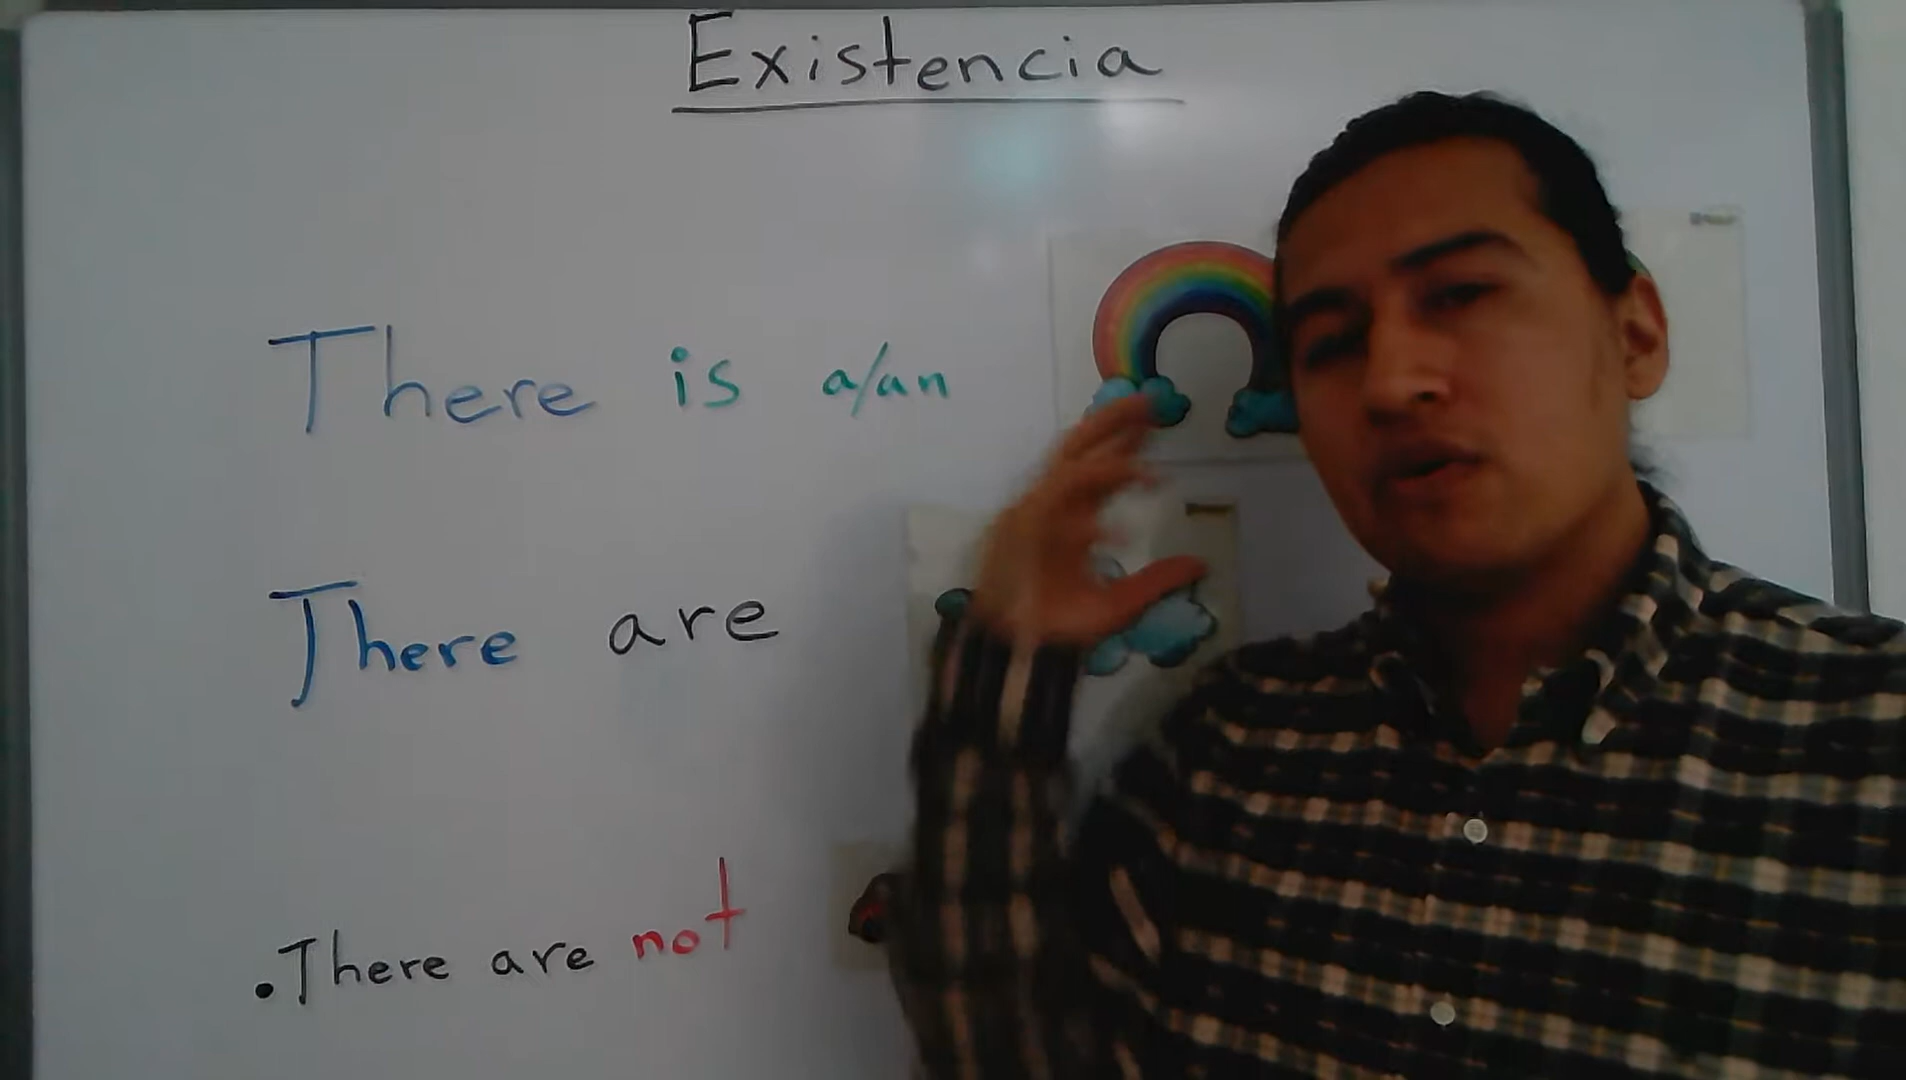 Existencia
There is a/an
There are
.There are not